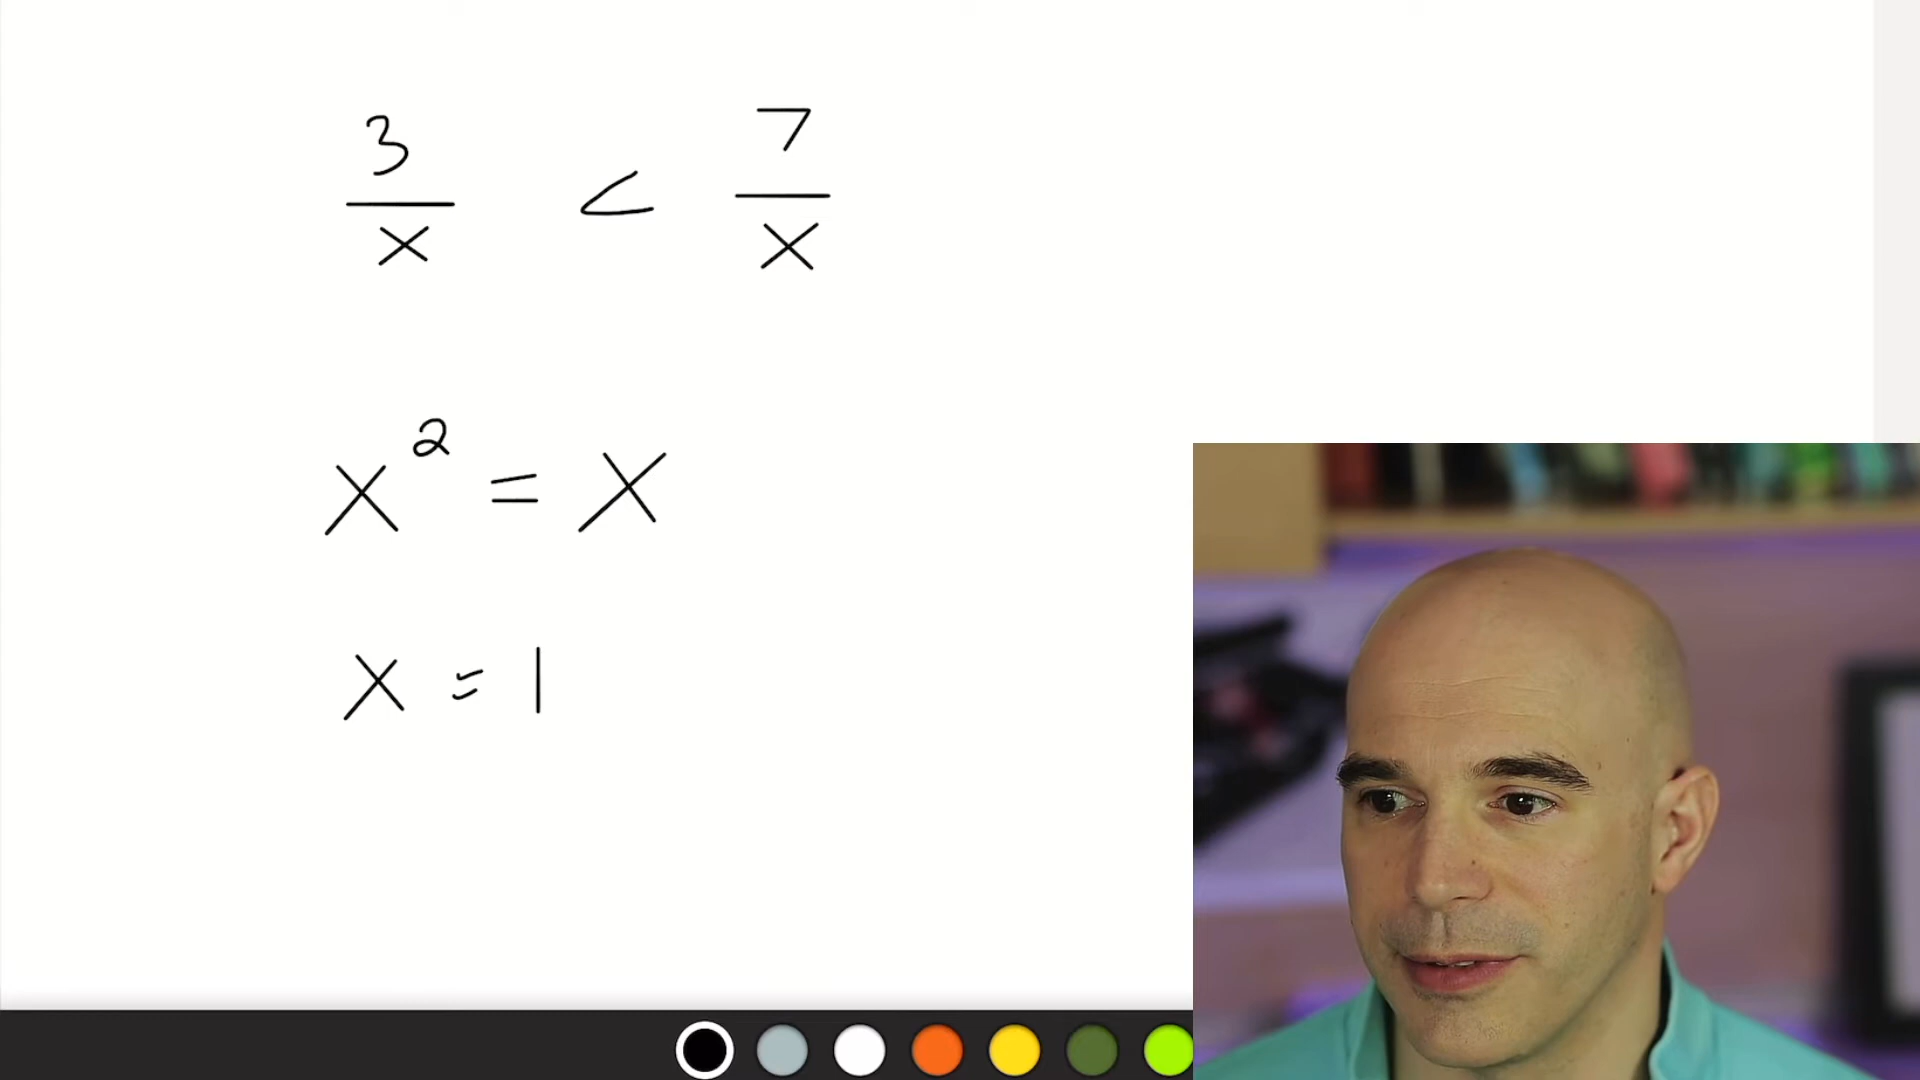 3/x < 7/x
x² = x
x = 1